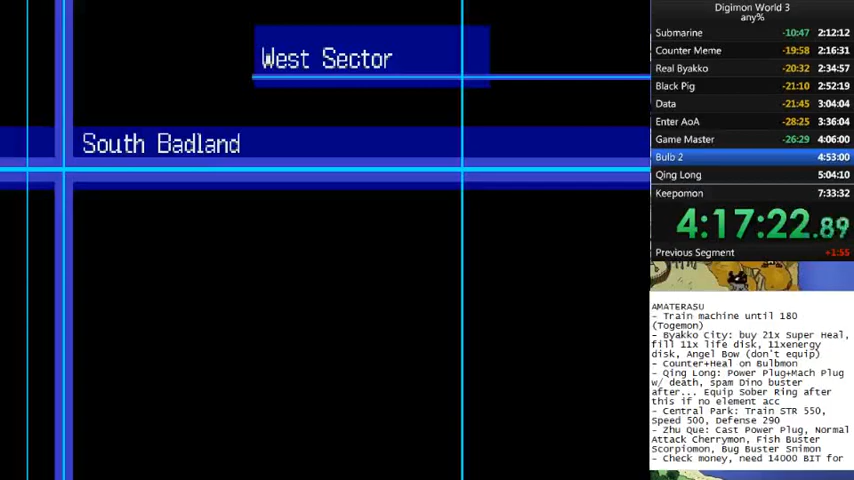 West Sector
South Badland
Digimon World 3
any%
Submarine -10:47 2:12:12
Counter Meme -19:58 2:16:31
Real Byakko -20:32 2:34:57
Black Pig -21:10 2:52:19
Data -21:45 3:04:04
Enter AoA -28:25 3:36:04
Game Master -26:29 4:06:00
Bulb 2 4:53:00
Qing Long 5:04:10
Keepomon 7:33:32
4:17:22.89
Previous Segment +1:55
AMATERASU
- Train machine until 180
(Togemon)
- Byakko City: buy 21x Super Heal,
fill 11x life disk, 11xenergy
disk, Angel Bow (don't equip)
- Counter+Heal on Bulbmon
- Qing Long: Power Plug+Mach Plug
w/ death, spam Dino buster
after... Equip Sober Ring after
this if no element acc
- Central Park: Train STR 550,
Speed 500, Defense 290
- Zhu Que: Cast Power Plug, Normal
Attack Cherrymon, Fish Buster
Scorpiomon, Bug Buster Snimon
- Check money, need 14000 BIT for